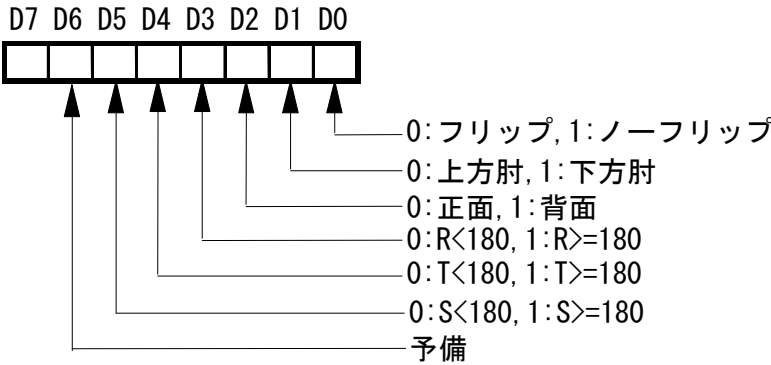 D7 D6 D5 D4 D3 D2 D1 D0
0:フリップ,1:ノーフリップ
0:上方肘,1:下方肘
0:正面,1:背面
0:R<180,1:R>=180
0:T<180,1:T>=180
0:S<180,1:S>=180
予備